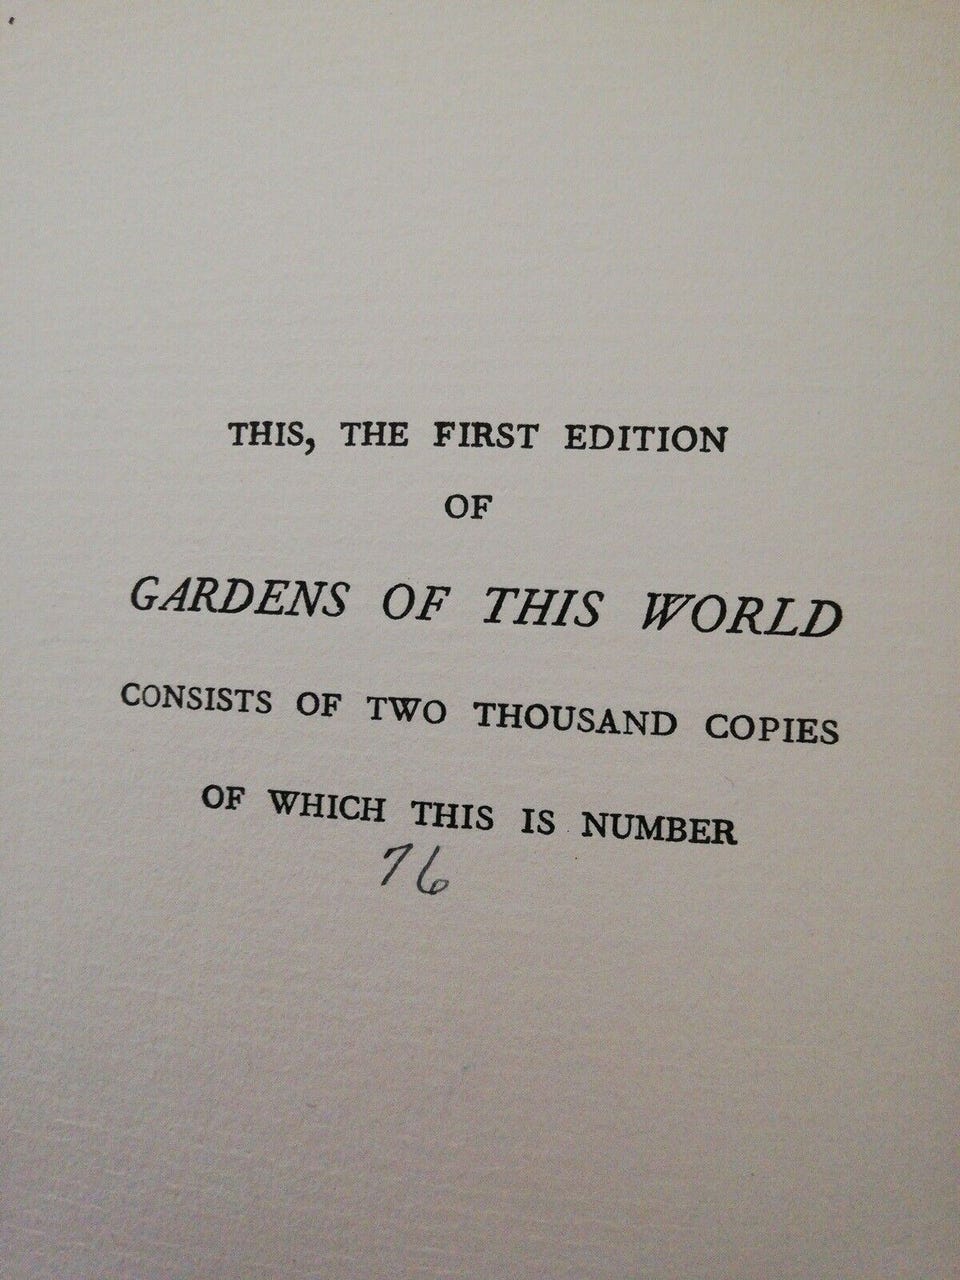 THIS, THE FIRST EDITION
OF
GARDENS OF THIS WORLD
CONSISTS OF TWO THOUSAND COPIES
OF WHICH THIS IS NUMBER
76